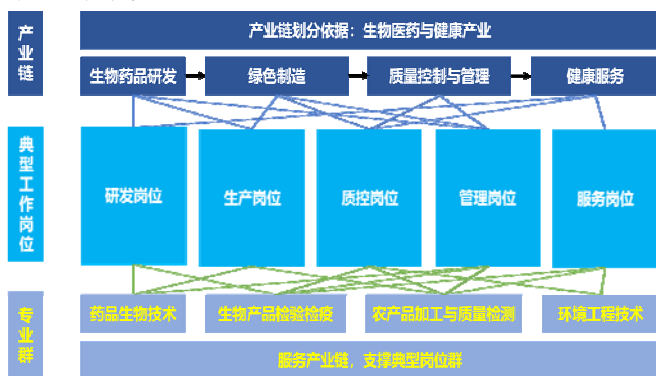 产业链
产业链划分依据：生物医药与健康产业
生物药品研发
绿色制造
质量控制与管理
健康服务
典型工作岗位
研发岗位
生产岗位
质控岗位
管理岗位
服务岗位
专业群
药品生物技术
生物产品检验检疫
农产品加工与质量检测
环境工程技术
服务产业链，支撑典型岗位群